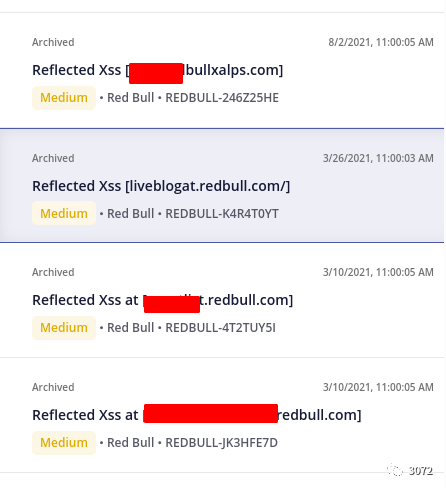 Archived 8/2/2021, 11:00:05 AM
Reflected Xss [ bullxalps.com]
Medium • Red Bull • REDBULL-246Z25HE
Archived 3/26/2021, 11:00:03 AM
Reflected Xss [liveblogat.redbull.com/]
Medium • Red Bull • REDBULL-K4R4T0YT
Archived 3/10/2021, 11:00:05 AM
Reflected Xss at [ t.redbull.com]
Medium • Red Bull • REDBULL-4T2TUY5I
Archived 3/10/2021, 11:00:05 AM
Reflected Xss at redbull.com]
Medium • Red Bull • REDBULL-JK3HFE7D
3072